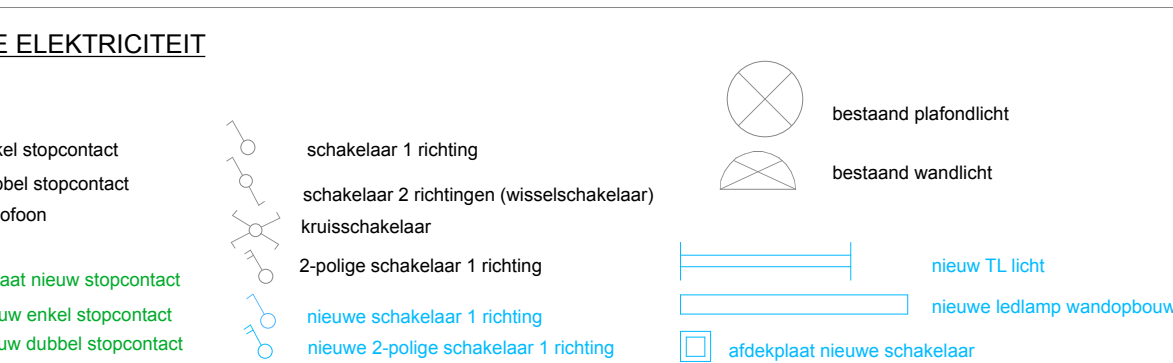 E ELEKTRICITEIT
kel stopcontact
bbel stopcontact
ofoon
aat nieuw stopcontact
uw enkel stopcontact
uw dubbel stopcontact
schakelaar 1 richting
schakelaar 2 richtingen (wisselschakelaar)
kruisschakelaar
2-polige schakelaar 1 richting
nieuwe schakelaar 1 richting
nieuwe 2-polige schakelaar 1 richting
bestaand plafondlicht
bestaand wandlicht
nieuw TL licht
nieuwe ledlamp wandopbouw
afdekplaat nieuwe schakelaar